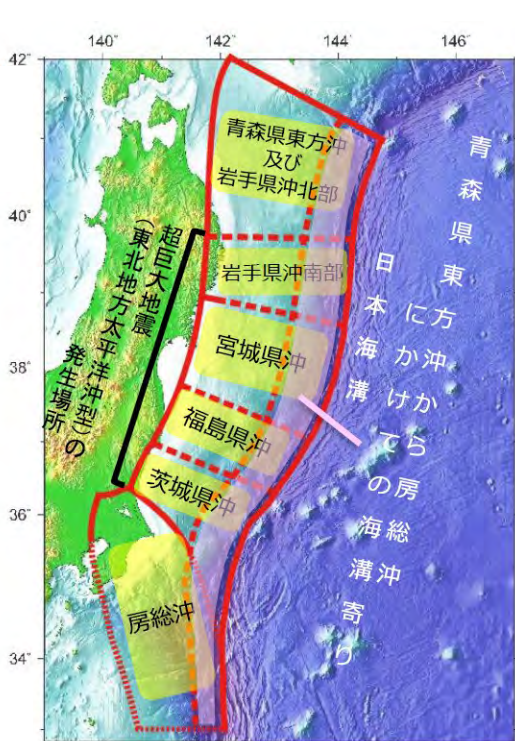 140°
142°
144°
146°
42°
40°
38°
36°
34°
青森県東方沖
及び
岩手県沖北部
岩手県沖南部
宮城県沖
福島県沖
茨城県沖
房総沖
超巨大地震
(東北地方太平洋沖型)の
発生場所
日本海溝
青森県東方沖から房総沖
にかけての海溝寄り